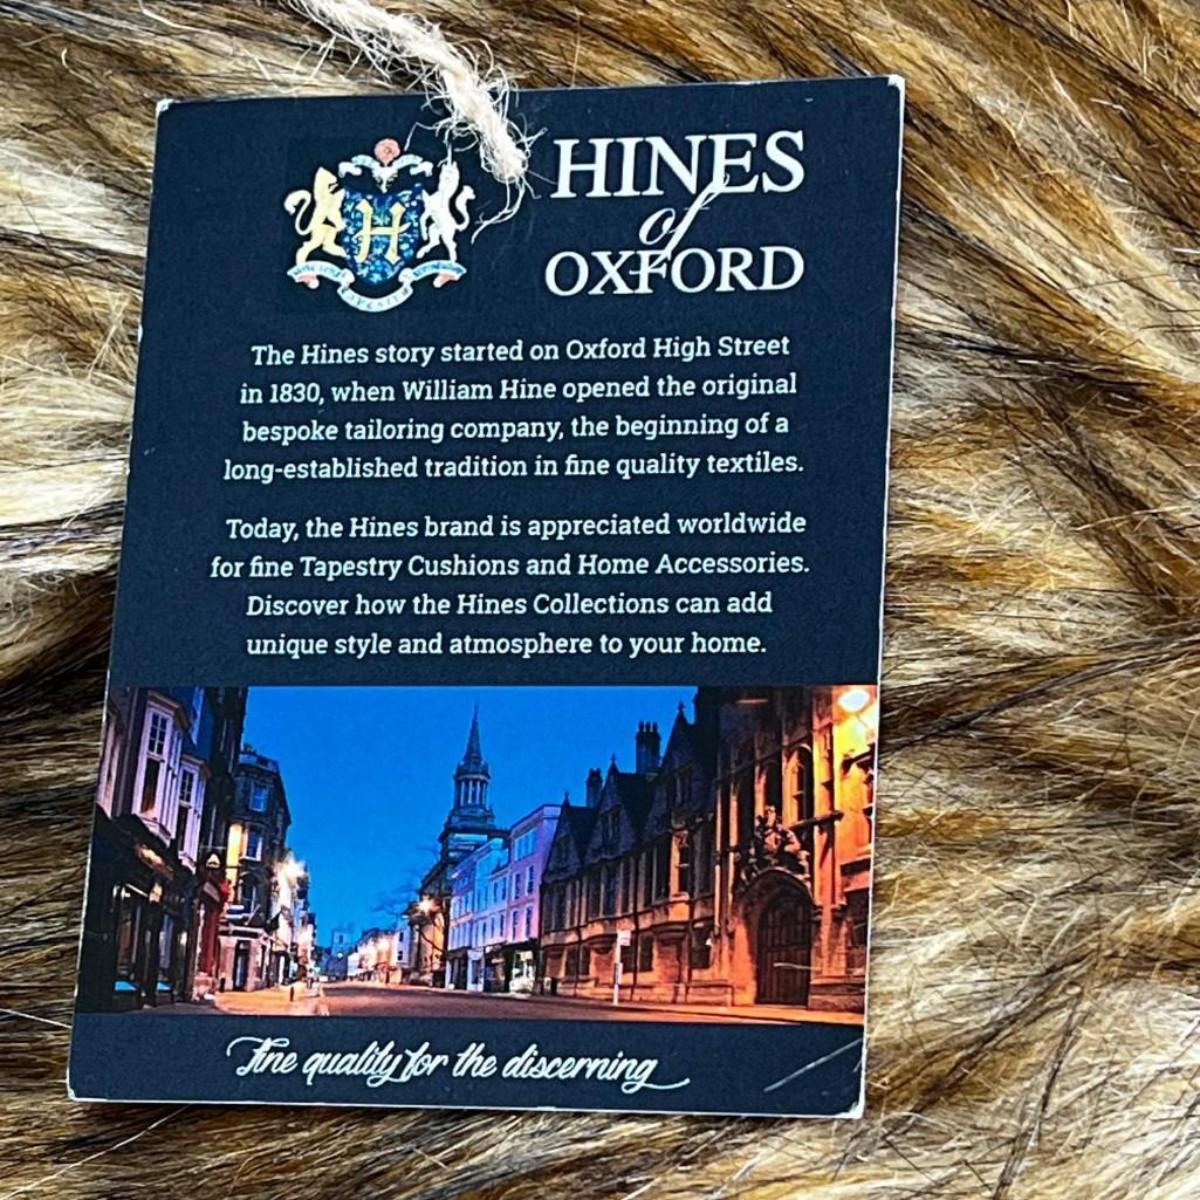 HINES
of
OXFORD
H
The Hines story started on Oxford High Street
in 1830, when William Hine opened the original
bespoke tailoring company, the beginning of a
long-established tradition in fine quality textiles.
Today, the Hines brand is appreciated worldwide
for fine Tapestry Cushions and Home Accessories.
Discover how the Hines Collections can add
unique style and atmosphere to your home.
Fine quality for the discerning